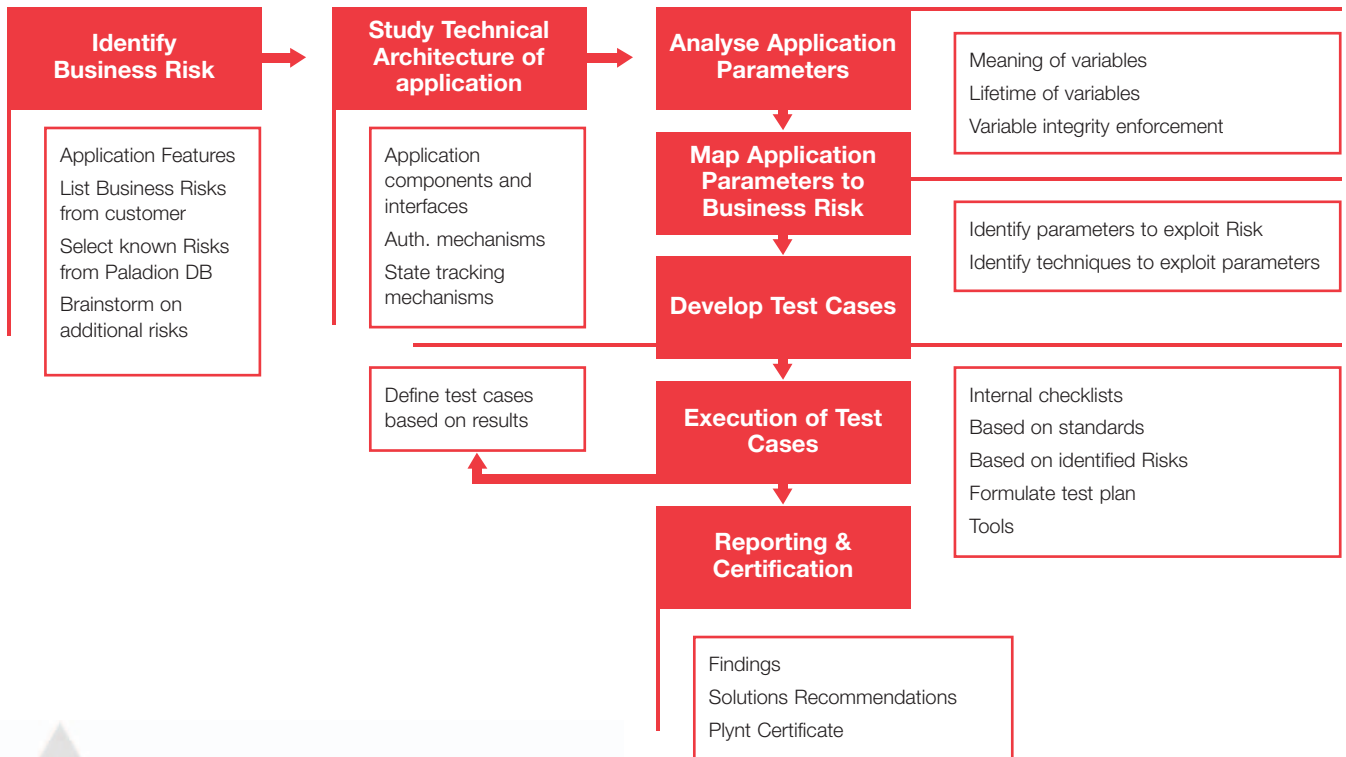 Identify
Business Risk
Application Features
List Business Risks
from customer
Select known Risks
from Paladion DB
Brainstorm on
additional risks
Study Technical
Architecture of
application
Application
components and
interfaces
Auth. mechanisms
State tracking
mechanisms
Analyse Application
Parameters
Meaning of variables
Lifetime of variables
Variable integrity enforcement
Map Application
Parameters to
Business Risk
Identify parameters to exploit Risk
Identify techniques to exploit parameters
Develop Test Cases
Internal checklists
Based on standards
Based on identified Risks
Formulate test plan
Tools
Execution of Test
Cases
Define test cases
based on results
Reporting &
Certification
Findings
Solutions Recommendations
Plynt Certificate